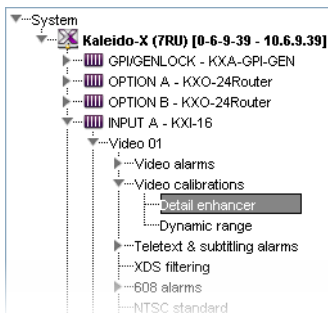 System
Kaleido-X (7RU) [0-6-9-39 - 10.6.9.39]
GPI/GENLOCK - KXA-GPI-GEN
OPTION A - KXO-24Router
OPTION B - KXO-24Router
INPUT A - KXI-16
Video 01
Video alarms
Video calibrations
Detail enhancer
Dynamic range
Teletext & subtitling alarms
XDS filtering
608 alarms
NTSC standard